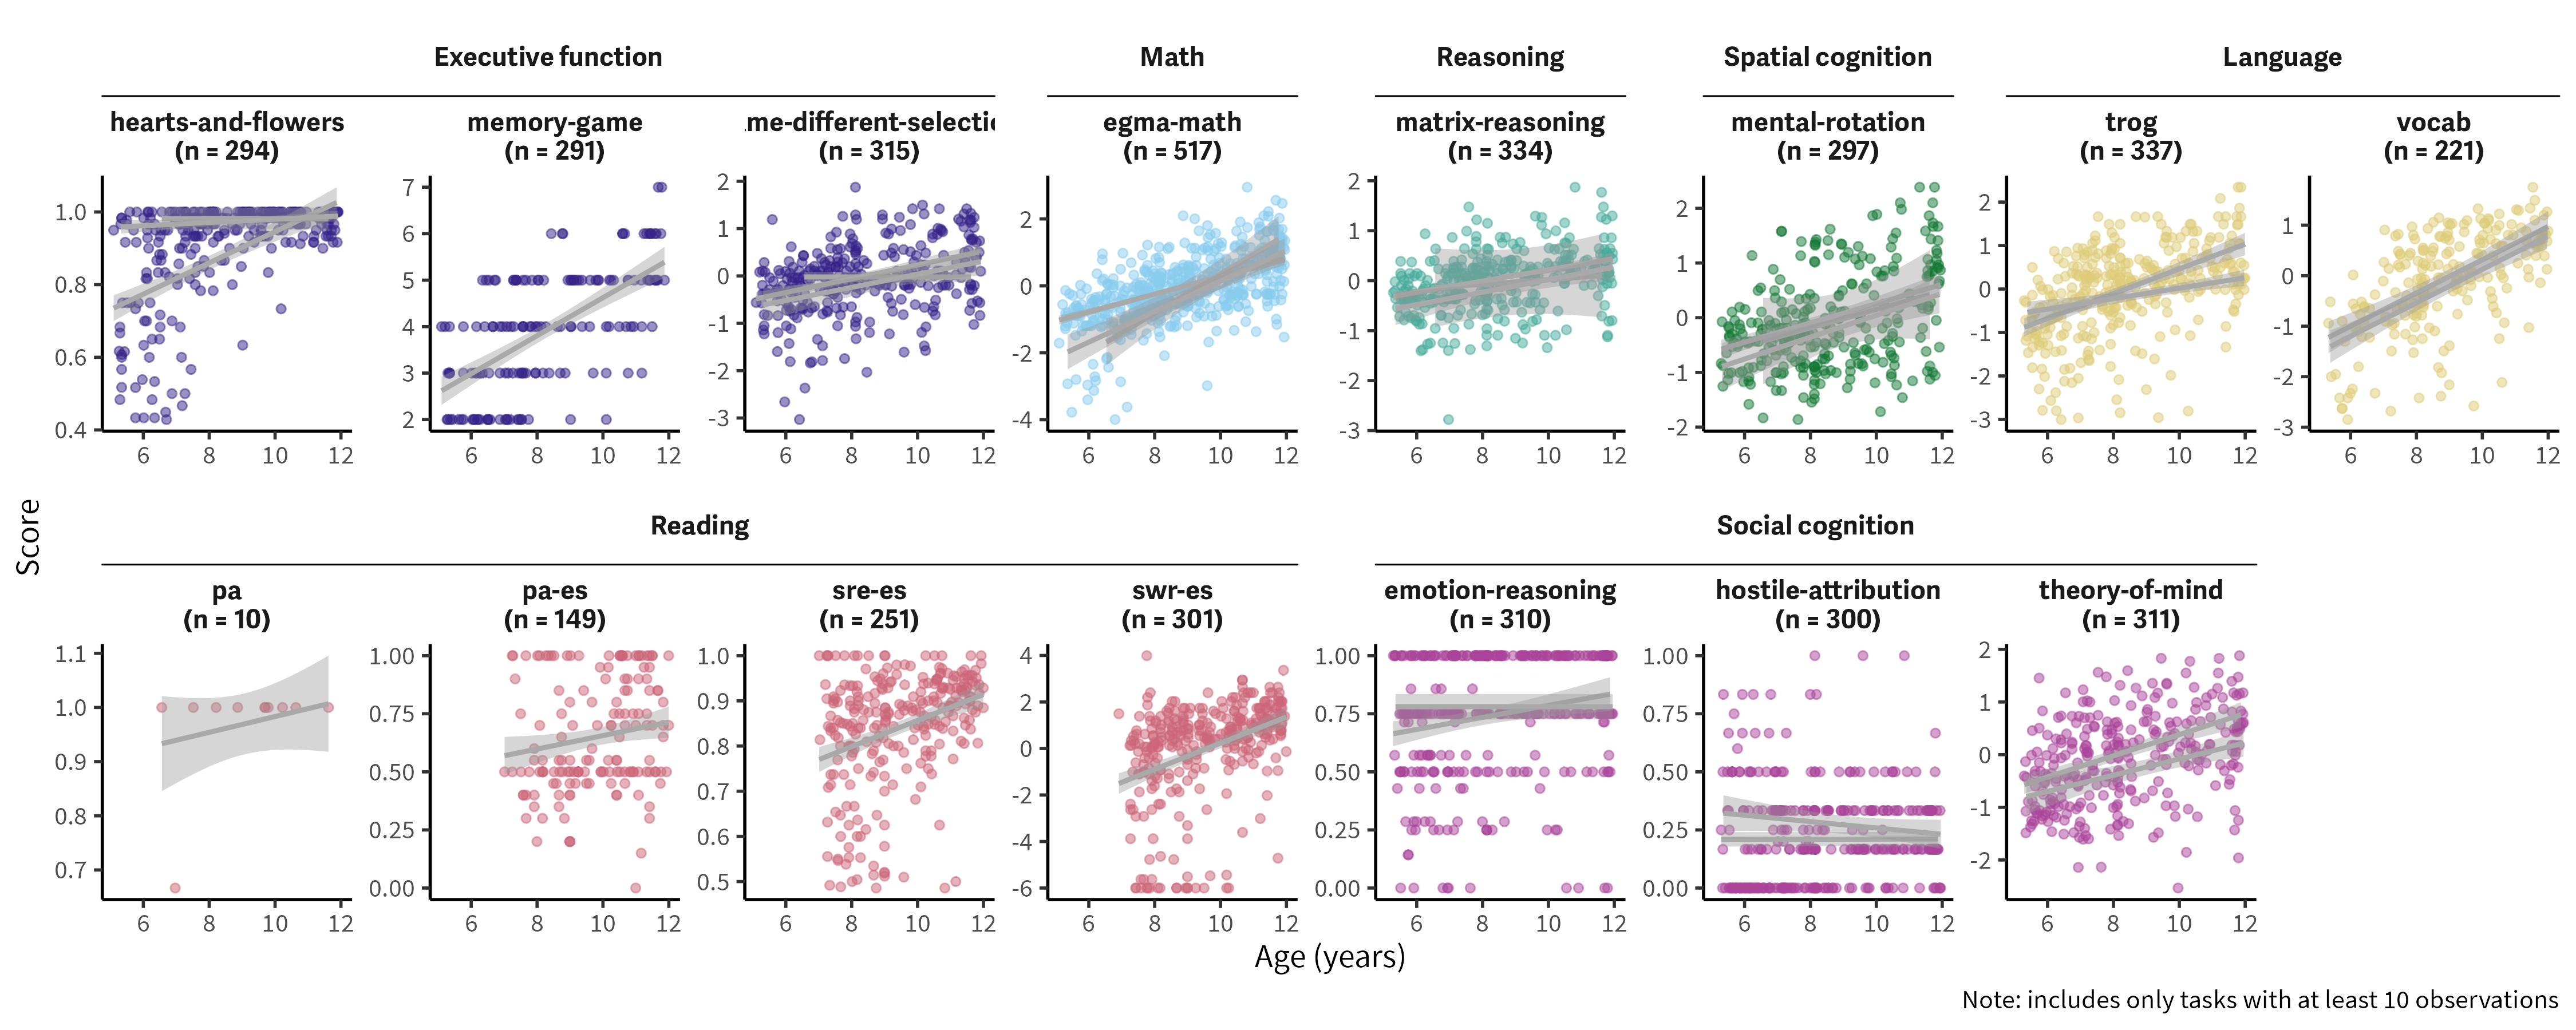 Executive function
Math
Reasoning
Spatial cognition
Language
hearts-and-flowers
(n = 294)
memory-game
(n = 291)
me-different-selectio
(n = 315)
egma-math
(n = 517)
matrix-reasoning
(n = 334)
mental-rotation
(n = 297)
trog
(n = 337)
vocab
(n = 221)
1.0
0.8
0.6
0.4
6 8 10 12
7
6
5
4
3
2
6 8 10 12
2
1
0
-1
-2
-3
6 8 10 12
2
0
-2
-4
6 8 10 12
2
1
0
-1
-2
-3
6 8 10 12
2
1
0
-1
-2
6 8 10 12
2
1
0
-1
-2
-3
6 8 10 12
1
0
-1
-2
-3
6 8 10 12
Score
Reading
Social cognition
pa
(n = 10)
pa-es
(n = 149)
sre-es
(n = 251)
swr-es
(n = 301)
emotion-reasoning
(n = 310)
hostile-attribution
(n = 300)
theory-of-mind
(n = 311)
1.1
1.0
0.9
0.8
0.7
6 8 10 12
1.00
0.75
0.50
0.25
0.00
6 8 10 12
1.0
0.9
0.8
0.7
0.6
0.5
6 8 10 12
4
2
0
-2
-4
-6
6 8 10 12
1.00
0.75
0.50
0.25
0.00
6 8 10 12
1.00
0.75
0.50
0.25
0.00
6 8 10 12
2
1
0
-1
-2
6 8 10 12
Age (years)
Note: includes only tasks with at least 10 observations